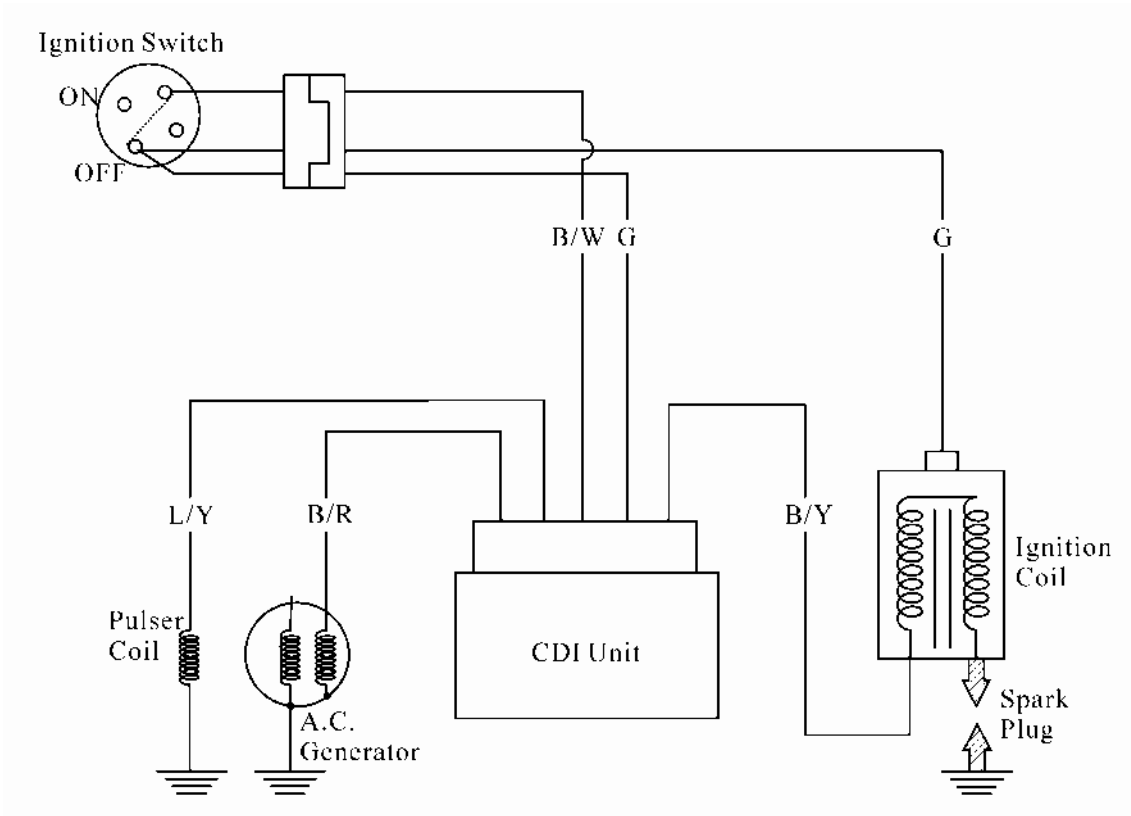 Ignition Switch
ON
OFF
B/W
G
G
L/Y
B/R
B/Y
Ignition
Coil
Pulser
Coil
CDI Unit
A.C.
Generator
Spark
Plug